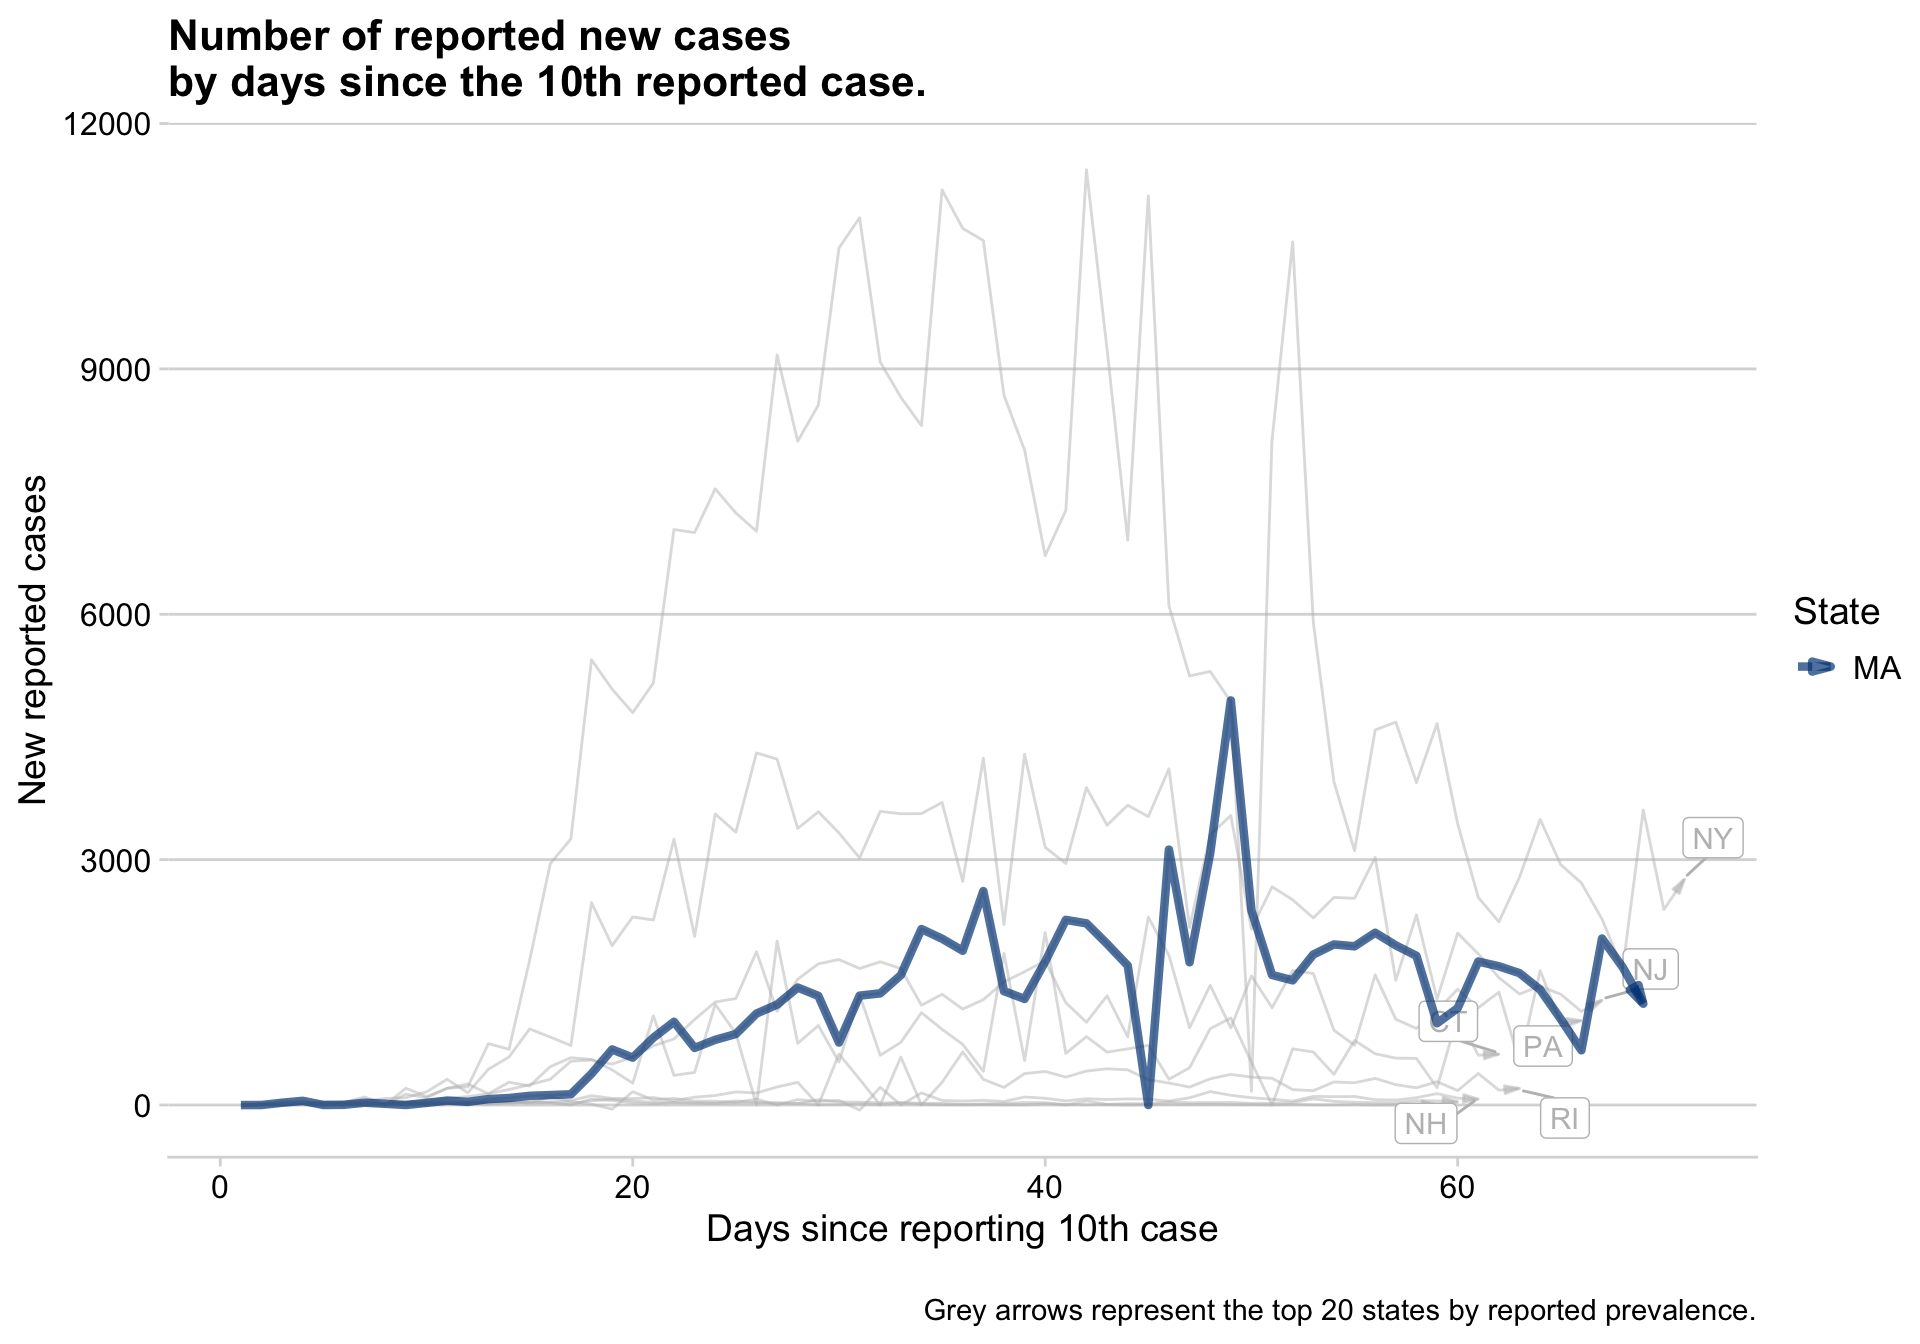 Number of reported new cases
by days since the 10th reported case.
12000
9000
6000
3000
0
New reported cases
NY
NJ
CT
PA
NH
RI
State
MA
0
20
40
60
Days since reporting 10th case
Grey arrows represent the top 20 states by reported prevalence.